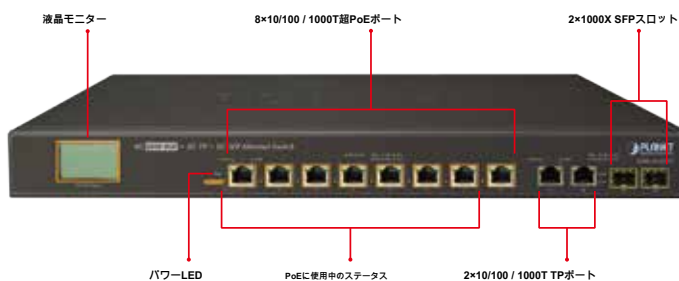 液晶モニター
8×10/100 / 1000T超PoEポート
2×1000X SFPスロット
PLANET
パワーLED
PoEに使用中のステータス
2×10/100 / 1000T TPポート